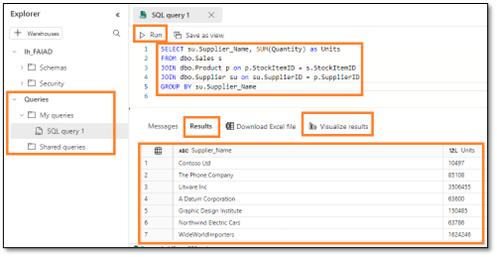 Explorer
«
+ Warehouses
lh_FAIAD
Schemas
Security
Queries
My queries
SQL query 1
Shared queries
SQL query 1
Run
Save as view
1 SELECT su.Supplier_Name, SUM(Quantity) as Units
2 FROM dbo.Sales s
3 JOIN dbo.Product p on p.StockItemID = s.StockItemID
4 JOIN dbo.Supplier su on su.SupplierID = p.SupplierID
5 GROUP BY su.Supplier_Name
6
Messages Results Download Excel file Visualize results
ABC Supplier_Name 12L Units
1 Contoso Ltd 10497
2 The Phone Company 85108
3 Litware Inc 3506455
4 A Datum Corporation 63600
5 Graphic Design Institute 150485
6 Northwind Electric Cars 63786
7 WideWorldImporters 1624246